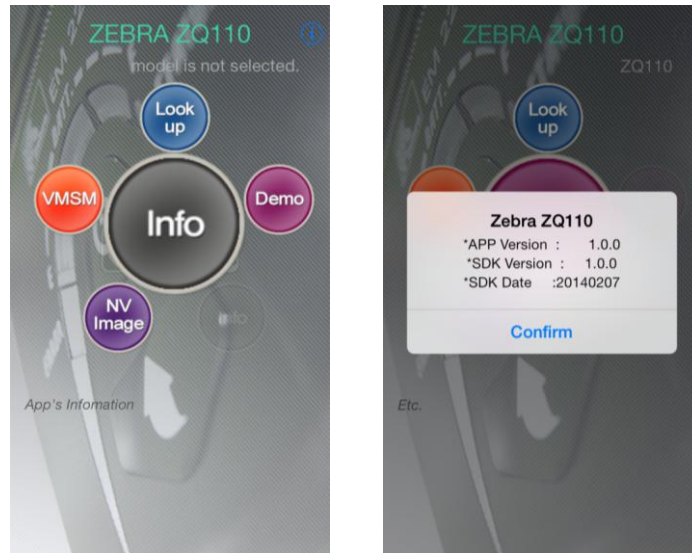 ZEBRA ZQ110
model is not selected.
Look
up
VMSM
Info
Demo
NV
Image
Info
App's Infomation
ZEBRA ZQ110
ZQ110
Look
up
Zebra ZQ110
*APP Version : 1.0.0
*SDK Version : 1.0.0
*SDK Date :20140207
Confirm
Etc.